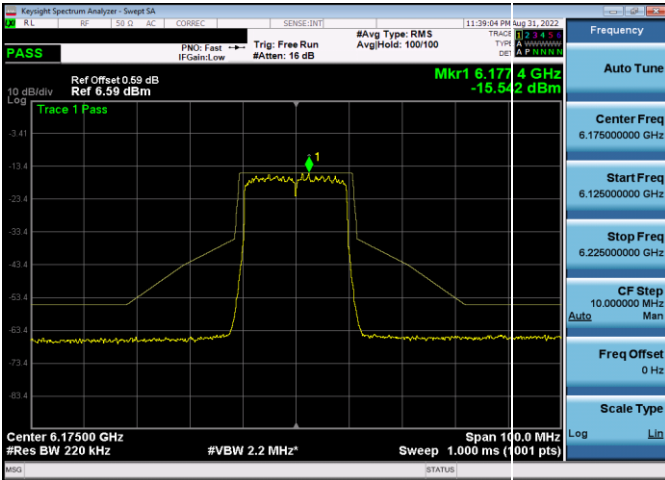 Keysight Spectrum Analyzer - Swept SA
RL RF 50 Ω AC CORREC SENSE:INT 11:39:04 PM Aug 31, 2022
PASS
PNO: Fast
IFGain:Low
Trig: Free Run
#Atten: 16 dB
#Avg Type: RMS
Avg|Hold: 100/100
TRACE 1 2 3 4 5 6
TYPE A WWWWW
DET A P N N N N
Mkr1 6.177 4 GHz
-15.542 dBm
Ref Offset 0.59 dB
10 dB/div Ref 6.59 dBm
Log
Trace 1 Pass
1
-3.41
-13.4
-23.4
-33.4
-43.4
-53.4
-63.4
-73.4
-83.4
Center 6.17500 GHz Span 100.0 MHz
#Res BW 220 kHz #VBW 2.2 MHz* Sweep 1.000 ms (1001 pts)
MSG STATUS
Frequency
Auto Tune
Center Freq
6.175000000 GHz
Start Freq
6.125000000 GHz
Stop Freq
6.225000000 GHz
CF Step
10.000000 MHz
Auto Man
Freq Offset
0 Hz
Scale Type
Log Lin